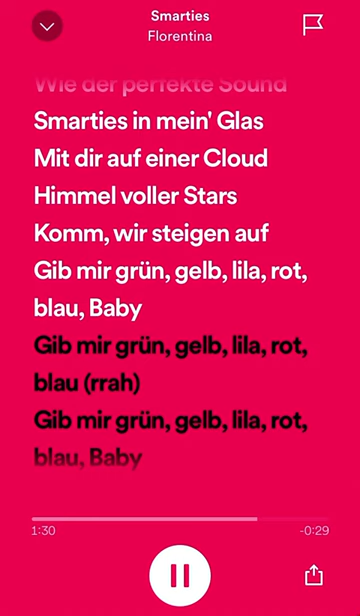 Smarties
Florentina
Wie der perfekte Sound
Smarties in mein' Glas
Mit dir auf einer Cloud
Himmel voller Stars
Komm, wir steigen auf
Gib mir grün, gelb, lila, rot,
blau, Baby
Gib mir grün, gelb, lila, rot,
blau (rrah)
Gib mir grün, gelb, lila, rot,
blau, Baby
1:30
-0:29